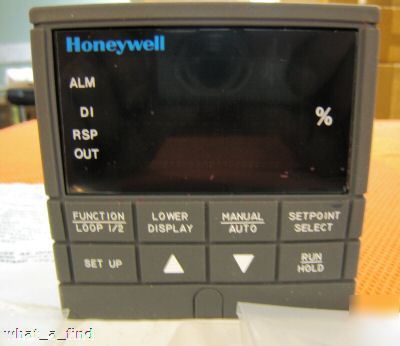 Honeywell
ALM
DI
%
RSP
OUT
FUNCTION
LOOP 1/2
LOWER
DISPLAY
MANUAL
AUTO
SETPOINT
SELECT
SET UP
RUN
HOLD
what_a_find